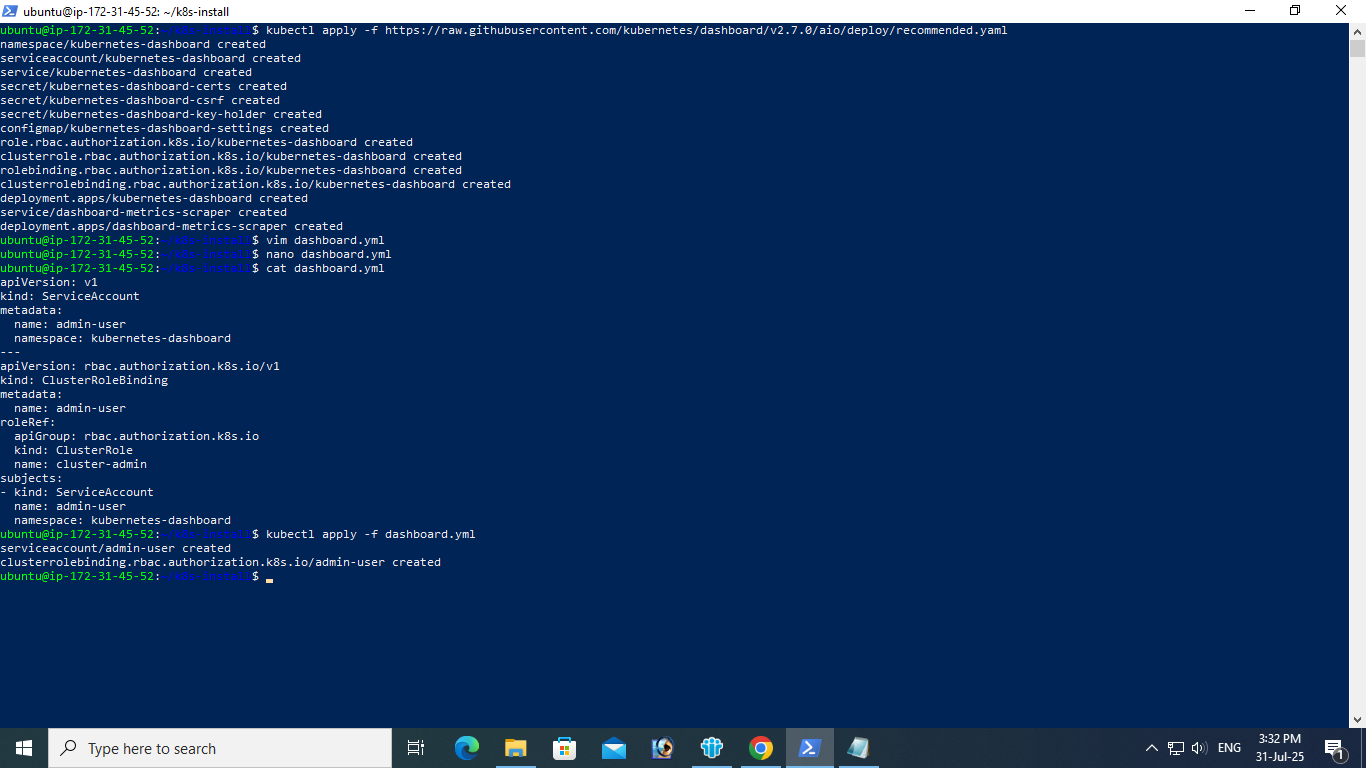 ubuntu@ip-172-31-45-52: ~/k8s-install
ubuntu@ip-172-31-45-52:~/k8s-install$ kubectl apply -f https://raw.githubusercontent.com/kubernetes/dashboard/v2.7.0/aio/deploy/recommended.yaml
namespace/kubernetes-dashboard created
serviceaccount/kubernetes-dashboard created
service/kubernetes-dashboard created
secret/kubernetes-dashboard-certs created
secret/kubernetes-dashboard-csrf created
secret/kubernetes-dashboard-key-holder created
configmap/kubernetes-dashboard-settings created
role.rbac.authorization.k8s.io/kubernetes-dashboard created
clusterrole.rbac.authorization.k8s.io/kubernetes-dashboard created
rolebinding.rbac.authorization.k8s.io/kubernetes-dashboard created
clusterrolebinding.rbac.authorization.k8s.io/kubernetes-dashboard created
deployment.apps/kubernetes-dashboard created
service/dashboard-metrics-scraper created
deployment.apps/dashboard-metrics-scraper created
ubuntu@ip-172-31-45-52:~/k8s-install$ vim dashboard.yml
ubuntu@ip-172-31-45-52:~/k8s-install$ nano dashboard.yml
ubuntu@ip-172-31-45-52:~/k8s-install$ cat dashboard.yml
apiVersion: v1
kind: ServiceAccount
metadata:
  name: admin-user
  namespace: kubernetes-dashboard
---
apiVersion: rbac.authorization.k8s.io/v1
kind: ClusterRoleBinding
metadata:
  name: admin-user
roleRef:
  apiGroup: rbac.authorization.k8s.io
  kind: ClusterRole
  name: cluster-admin
subjects:
- kind: ServiceAccount
  name: admin-user
  namespace: kubernetes-dashboard
ubuntu@ip-172-31-45-52:~/k8s-install$ kubectl apply -f dashboard.yml
serviceaccount/admin-user created
clusterrolebinding.rbac.authorization.k8s.io/admin-user created
ubuntu@ip-172-31-45-52:~/k8s-install$
Type here to search
ENG
3:32 PM
31-Jul-25
1